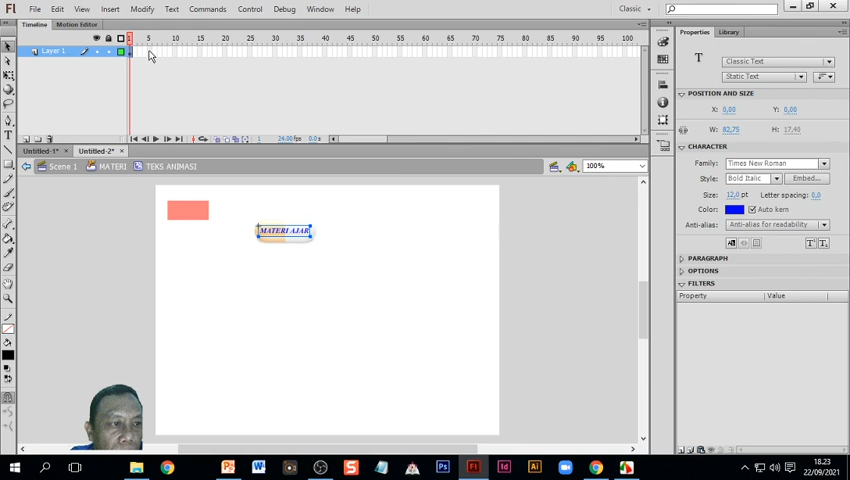 Fl File Edit View Insert Modify Text Commands Control Debug Window Help Classic
Timeline Motion Editor
1 5 10 15 20 25 30 35 40 45 50 55 60 65 70 75 80 85 90 95 100
Layer 1
1 24.00 fps 0.0 s
Untitled-1* × Untitled-2* ×
Scene 1 MATERI TEKS ANIMASI 100%
MATERI AJAR
Properties Library
T Classic Text
Static Text
POSITION AND SIZE
X: 0,00 Y: 0,00
W: 82,75 H: 17,40
CHARACTER
Family: Times New Roman
Style: Bold Italic Embed...
Size: 12,0 pt Letter spacing: 0,0
Color: Auto kern
Anti-alias: Anti-alias for readability
PARAGRAPH
OPTIONS
FILTERS
Property Value
18.23
22/09/2021